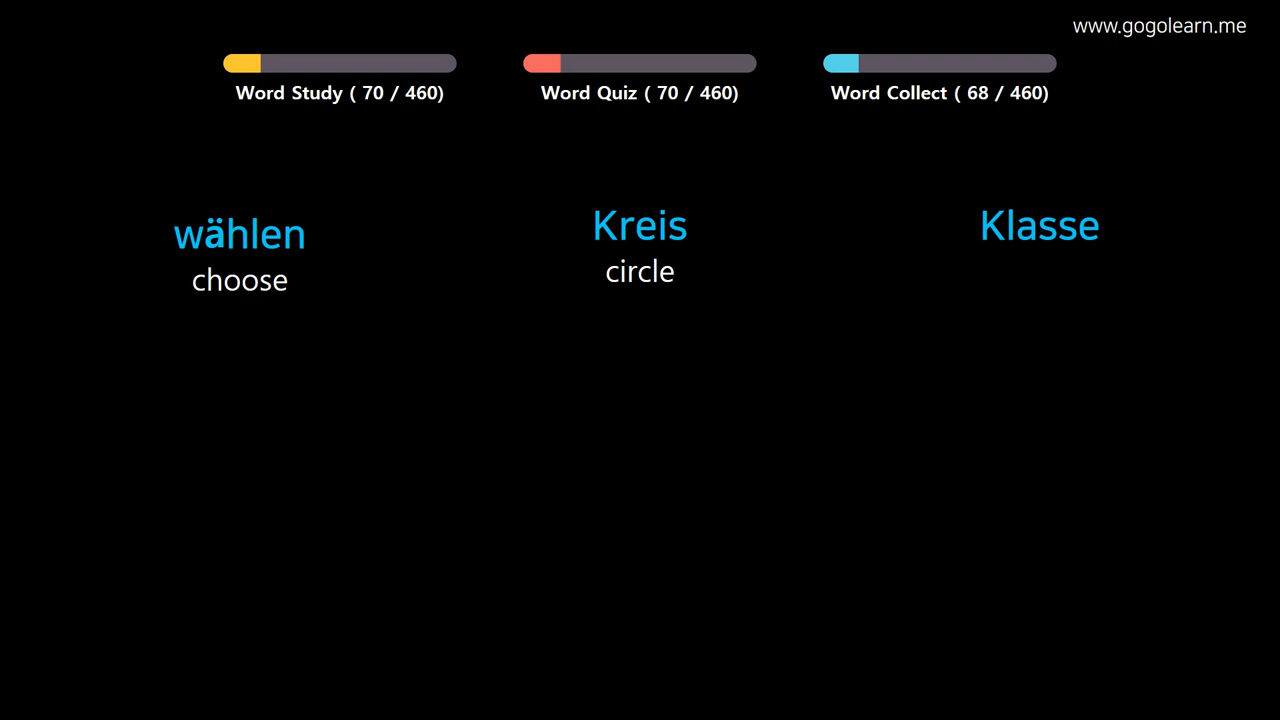 www.gogolearn.me
Word Study ( 70 / 460)
Word Quiz ( 70 / 460)
Word Collect ( 68 / 460)
wählen
choose
Kreis
circle
Klasse